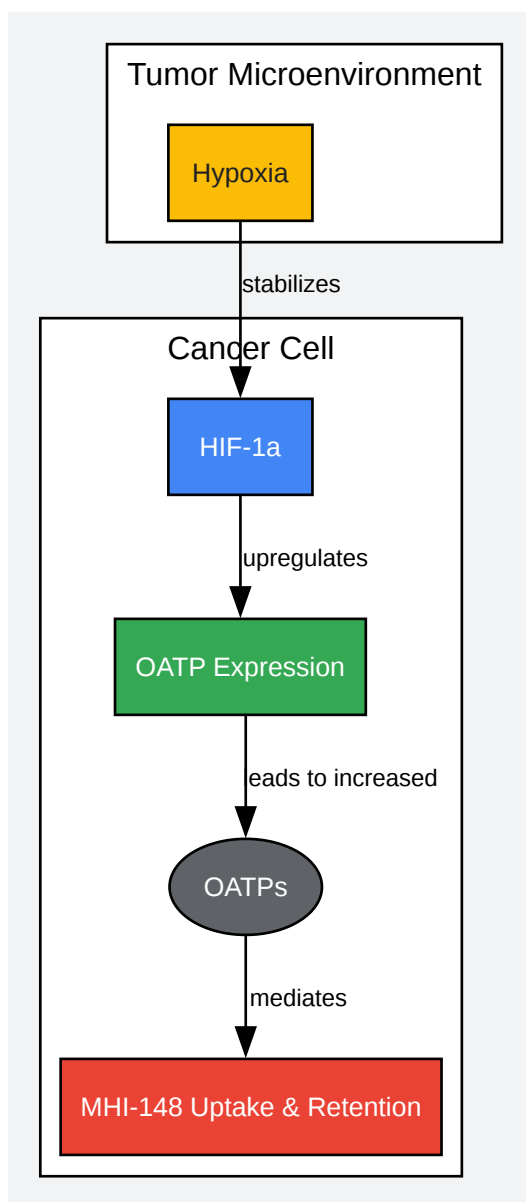 Tumor Microenvironment
Hypoxia
stabilizes
Cancer Cell
HIF-1a
upregulates
OATP Expression
leads to increased
OATPs
mediates
MHI-148 Uptake & Retention